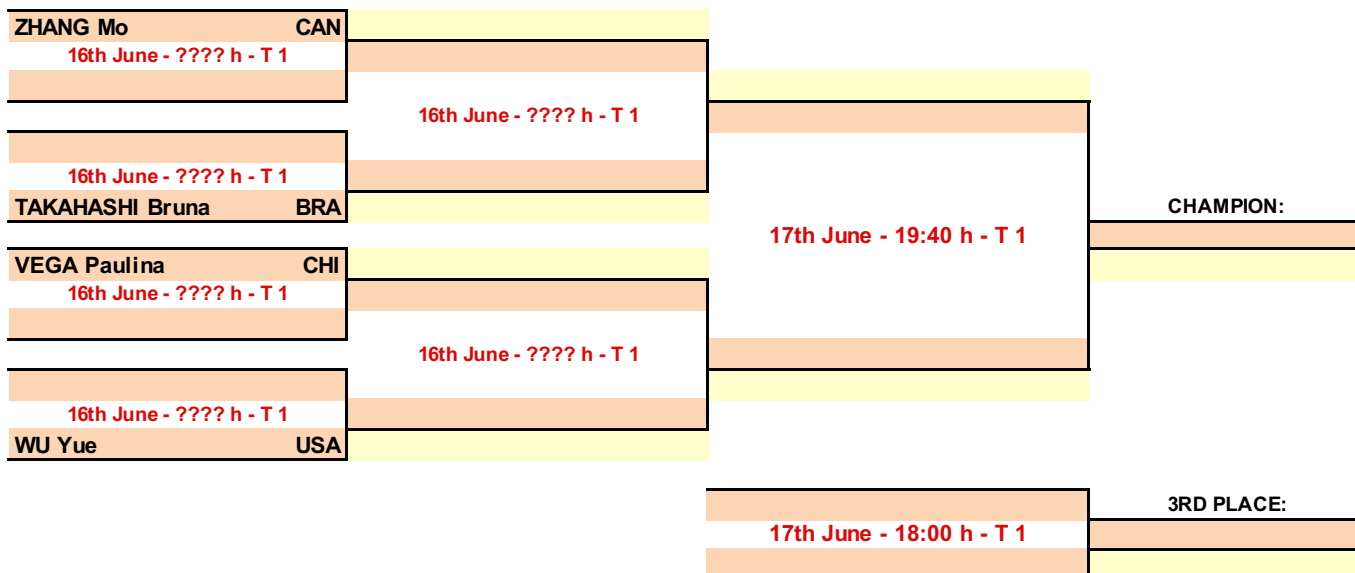 ZHANG Mo CAN
16th June - ???? h - T 1
16th June - ???? h - T 1
16th June - ???? h - T 1
TAKAHASHI Bruna BRA
CHAMPION:
17th June - 19:40 h - T 1
VEGA Paulina CHI
16th June - ???? h - T 1
16th June - ???? h - T 1
16th June - ???? h - T 1
WU Yue USA
3RD PLACE:
17th June - 18:00 h - T 1